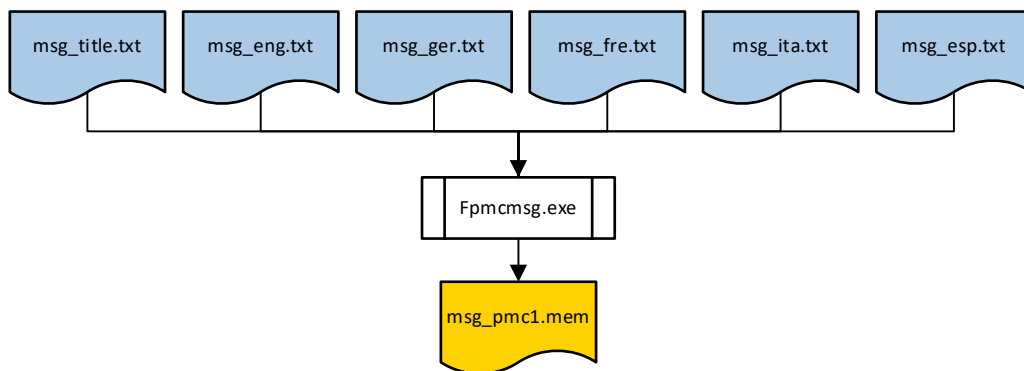 msg_title.txt
msg_eng.txt
msg_ger.txt
msg_fre.txt
msg_ita.txt
msg_esp.txt
Fpmcmsg.exe
msg_pmc1.mem